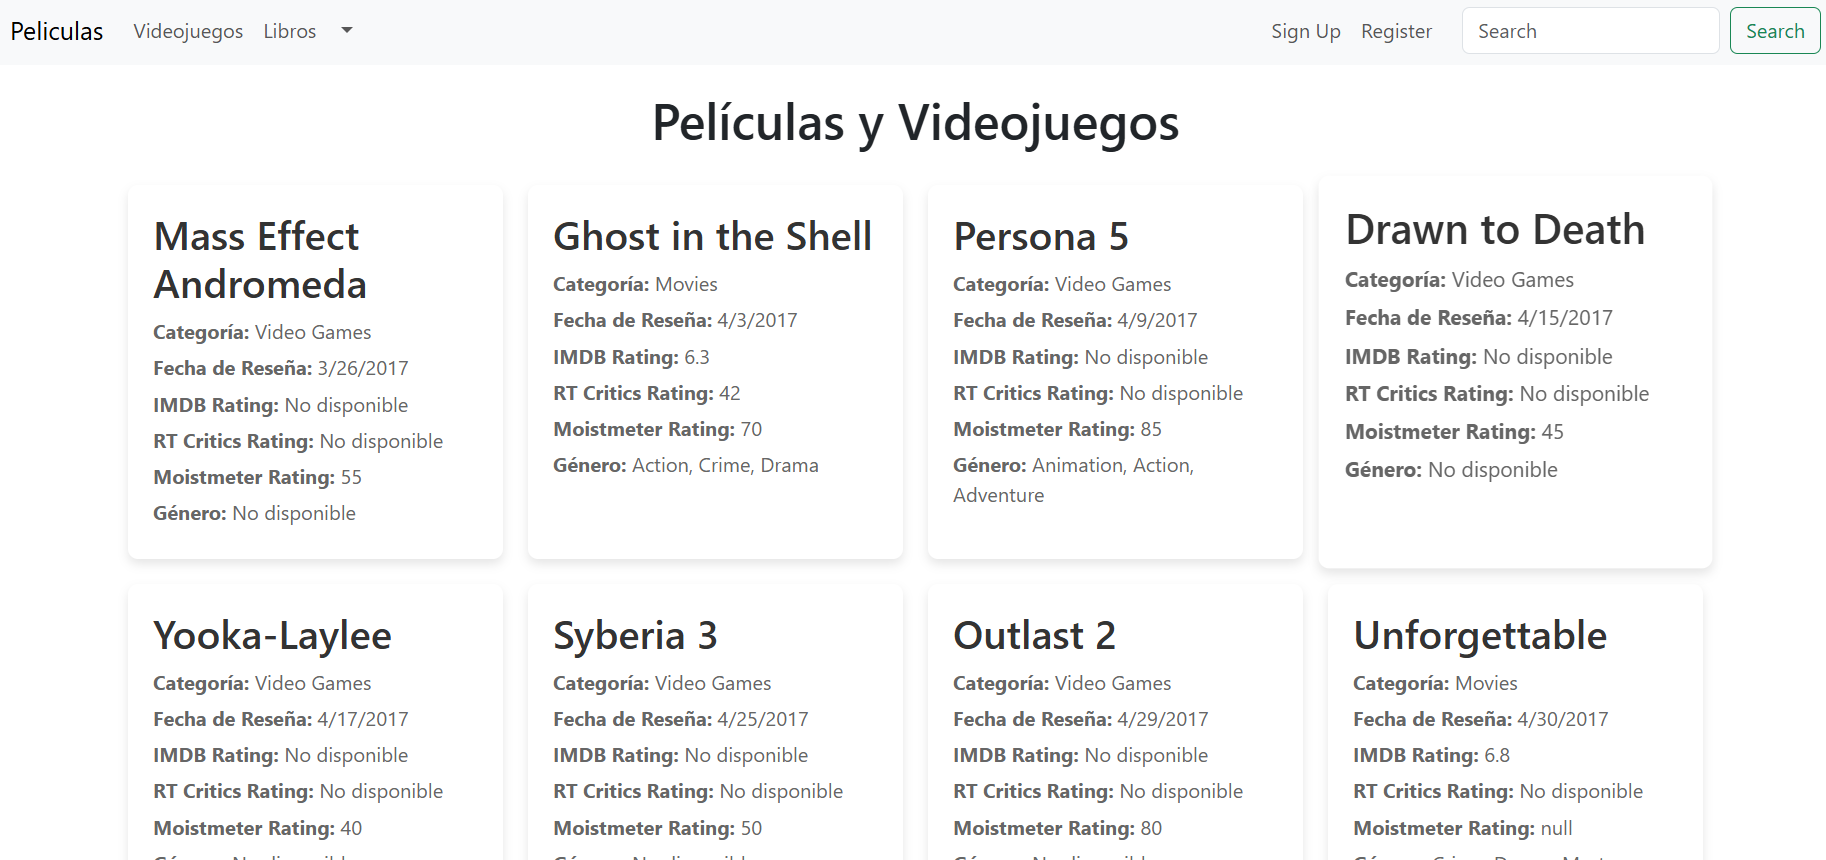 Peliculas Videojuegos Libros Sign Up Register Search Search
Películas y Videojuegos
Mass Effect
Andromeda
Categoría: Video Games
Fecha de Reseña: 3/26/2017
IMDB Rating: No disponible
RT Critics Rating: No disponible
Moistmeter Rating: 55
Género: No disponible
Ghost in the Shell
Categoría: Movies
Fecha de Reseña: 4/3/2017
IMDB Rating: 6.3
RT Critics Rating: 42
Moistmeter Rating: 70
Género: Action, Crime, Drama
Persona 5
Categoría: Video Games
Fecha de Reseña: 4/9/2017
IMDB Rating: No disponible
RT Critics Rating: No disponible
Moistmeter Rating: 85
Género: Animation, Action,
Adventure
Drawn to Death
Categoría: Video Games
Fecha de Reseña: 4/15/2017
IMDB Rating: No disponible
RT Critics Rating: No disponible
Moistmeter Rating: 45
Género: No disponible
Yooka-Laylee
Categoría: Video Games
Fecha de Reseña: 4/17/2017
IMDB Rating: No disponible
RT Critics Rating: No disponible
Moistmeter Rating: 40
Syberia 3
Categoría: Video Games
Fecha de Reseña: 4/25/2017
IMDB Rating: No disponible
RT Critics Rating: No disponible
Moistmeter Rating: 50
Outlast 2
Categoría: Video Games
Fecha de Reseña: 4/29/2017
IMDB Rating: No disponible
RT Critics Rating: No disponible
Moistmeter Rating: 80
Unforgettable
Categoría: Movies
Fecha de Reseña: 4/30/2017
IMDB Rating: 6.8
RT Critics Rating: No disponible
Moistmeter Rating: null